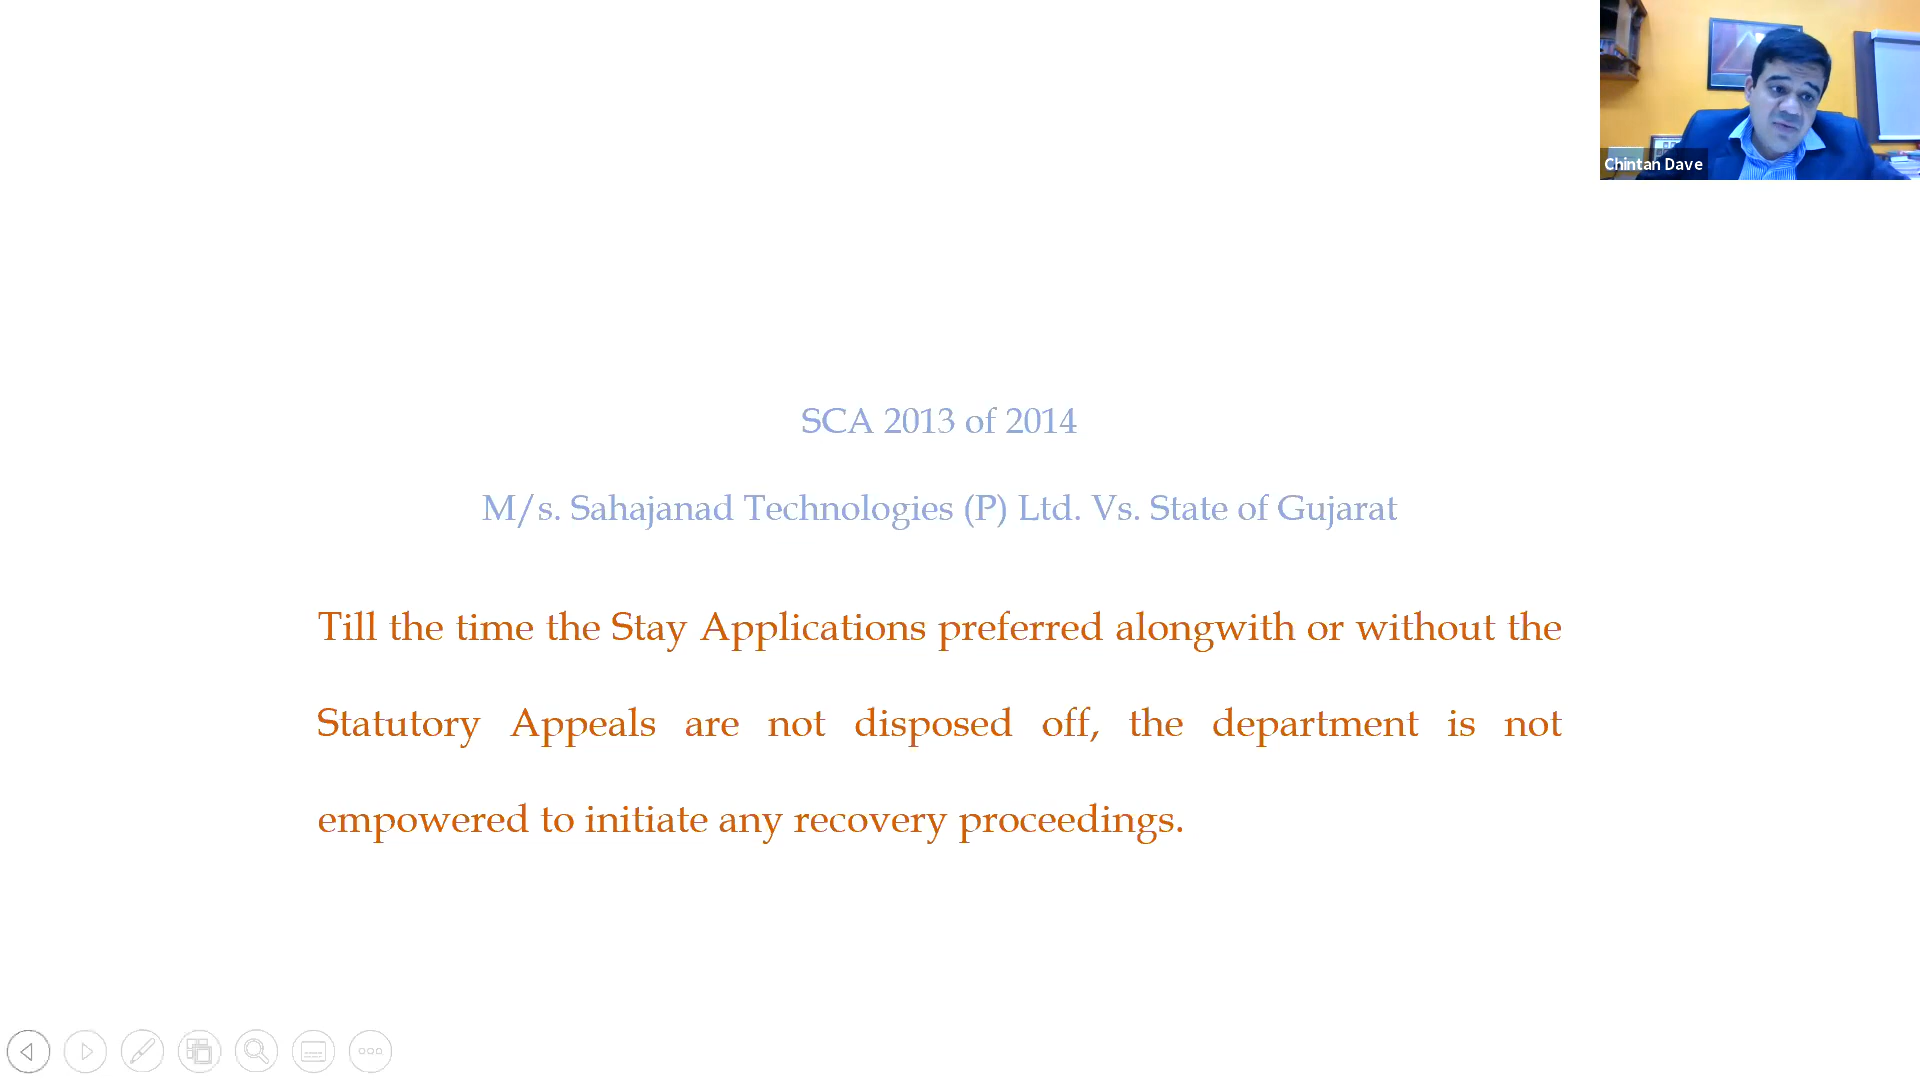 Chintan Dave
SCA 2013 of 2014
M/s. Sahajanad Technologies (P) Ltd. Vs. State of Gujarat
Till the time the Stay Applications preferred alongwith or without the
Statutory Appeals are not disposed off, the department is not
empowered to initiate any recovery proceedings.